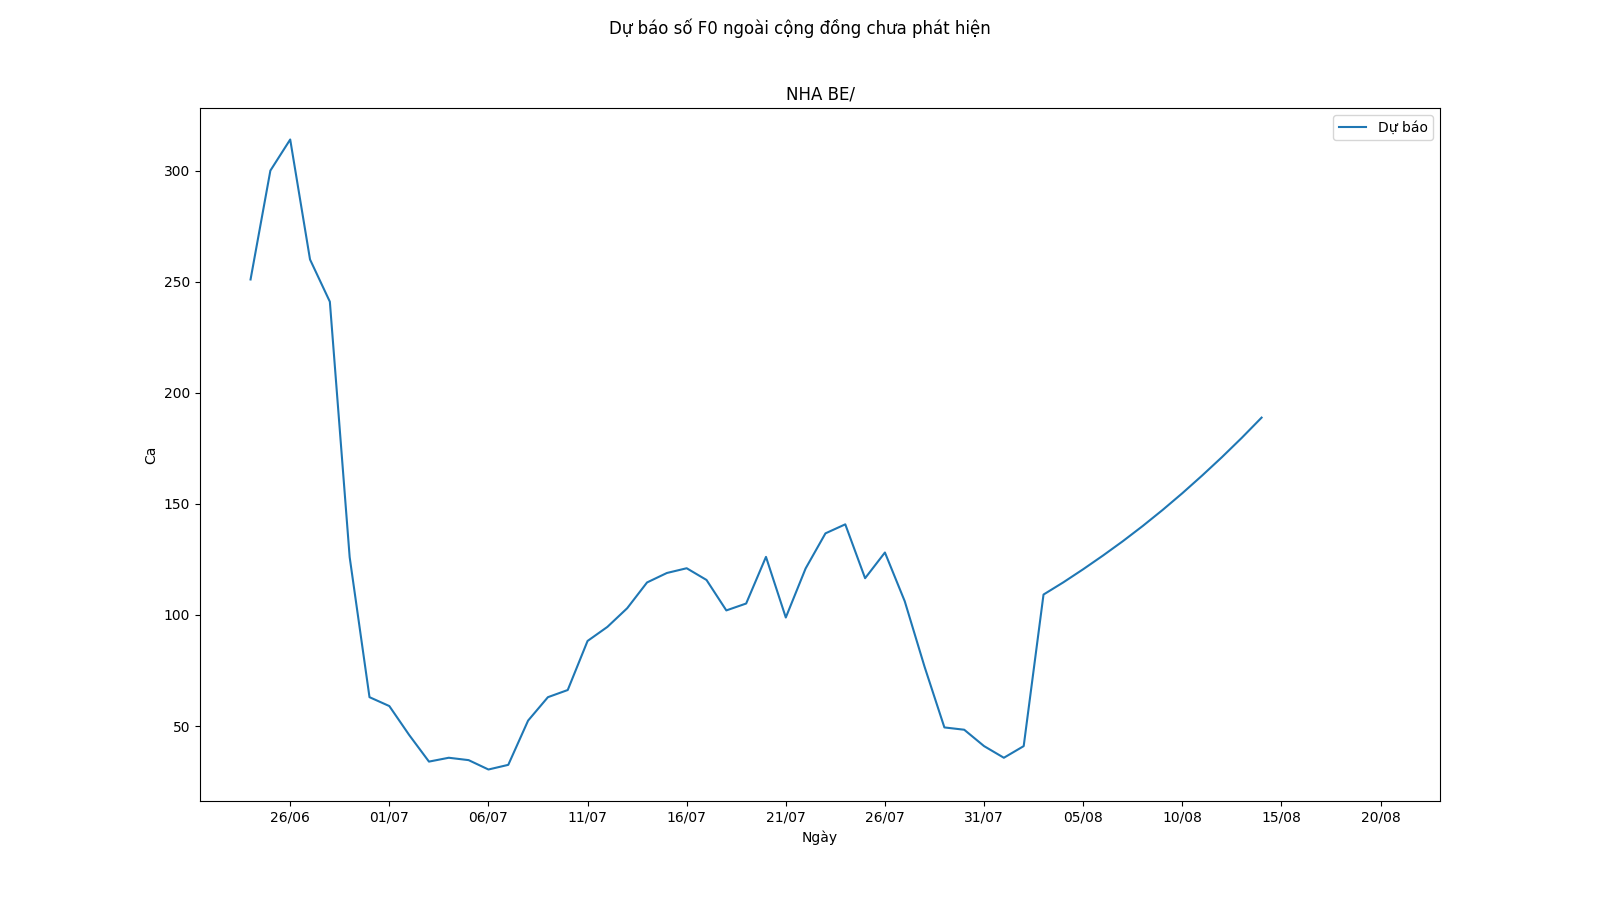 Dự báo số F0 ngoài cộng đồng chưa phát hiện
NHA BE/
Dự báo
300
250
200
150
100
50
Ca
26/06 01/07 06/07 11/07 16/07 21/07 26/07 31/07 05/08 10/08 15/08 20/08
Ngày